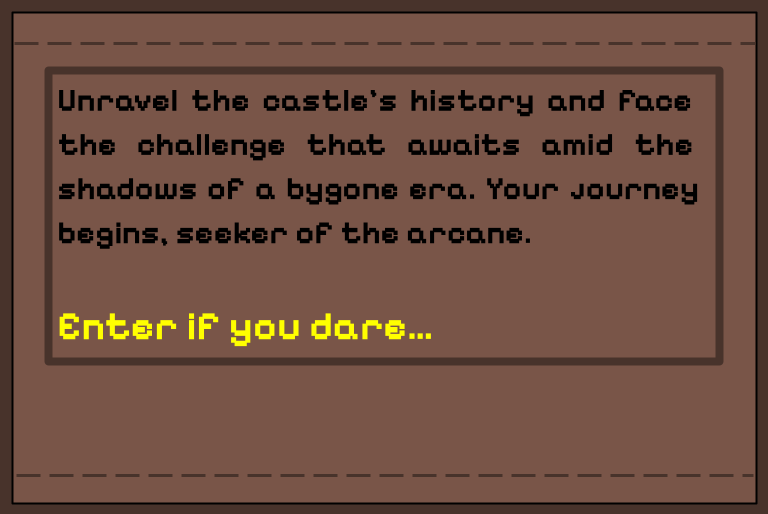 Unravel the castle's history and face
the challenge that awaits amid the
shadows of a bygone era. Your journey
begins, seeker of the arcane.
Enter if you dare...